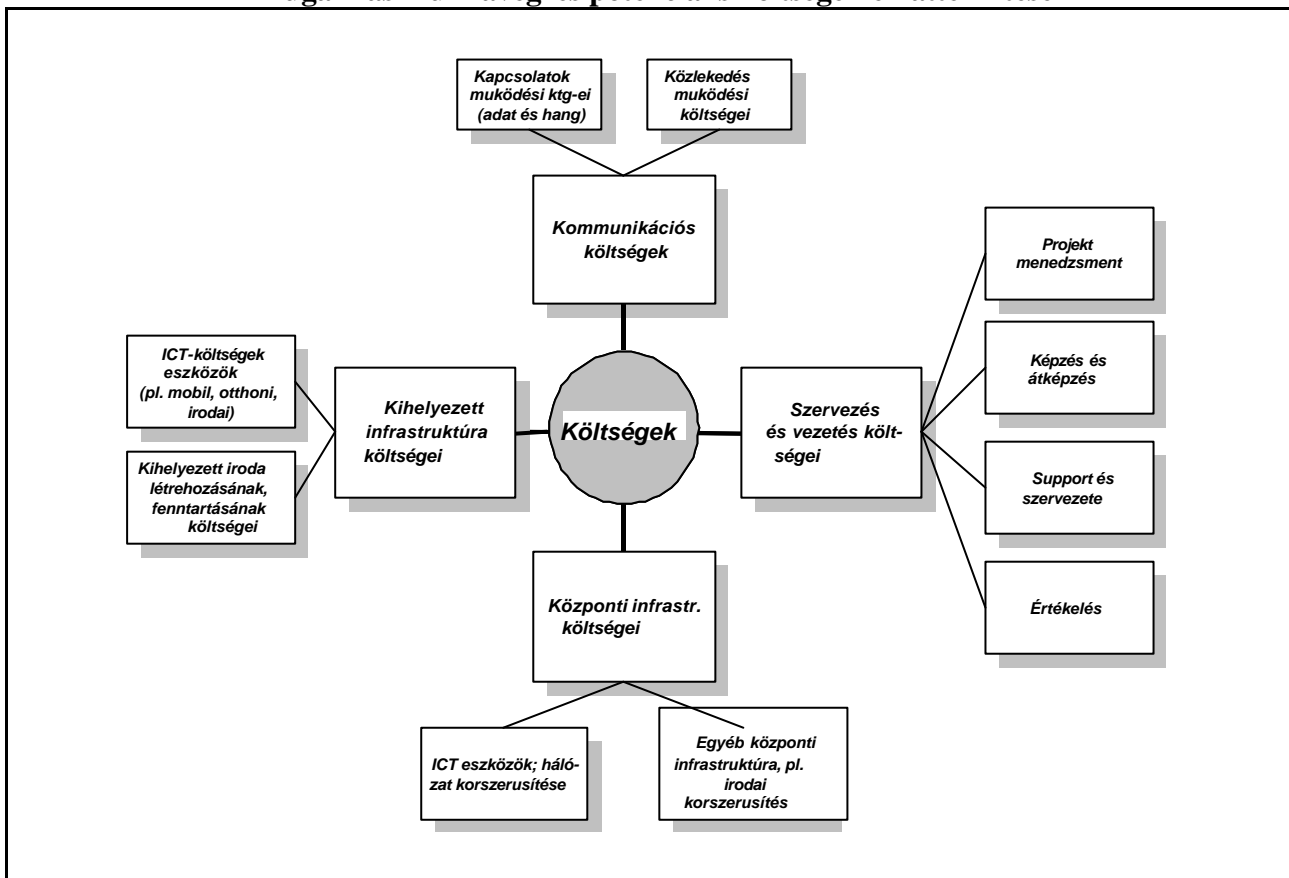 Kapcsolatok
muködési ktg-ei
(adat és hang)
Közlekedés
muködési
költségei
Kommunikációs
költségek
Projekt
menedzsment
ICT-költségek
eszközök
(pl. mobil, otthoni,
irodai)
Képzés és
átképzés
Kihelyezett
infrastruktúra
költségei
Költségek
Szervezés
és vezetés költ-
ségei
Kihelyezett iroda
létrehozásának,
fenntartásának
költségei
Support és
szervezete
Központi infrastr.
költségei
Értékelés
ICT eszközök; háló-
zat korszerusítése
Egyéb központi
infrastruktúra, pl.
irodai
korszerusítés